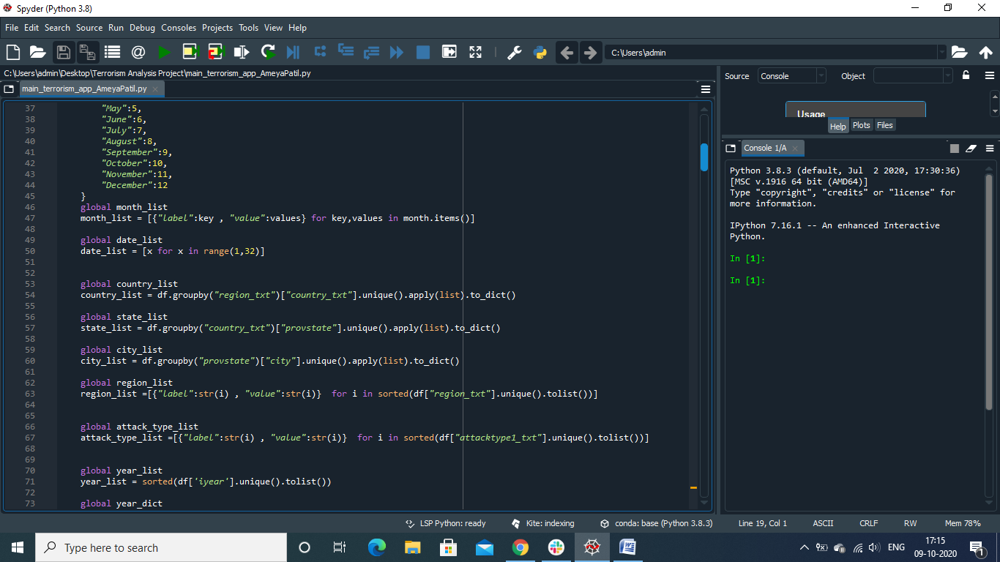 Spyder (Python 3.8)
File Edit Search Source Run Debug Consoles Projects Tools View Help
C:\Users\admin
C:\Users\admin\Desktop\Terrorism Analysis Project\main_terrorism_app_AmeyaPatil.py
main_terrorism_app_AmeyaPatil.py
37 "May":5,
38 "June":6,
39 "July":7,
40 "August":8,
41 "September":9,
42 "October":10,
43 "November":11,
44 "December":12
45 }
46 global month_list
47 month_list = [{"label":key , "value":values} for key,values in month.items()]
48
49 global date_list
50 date_list = [x for x in range(1,32)]
51
52
53 global country_list
54 country_list = df.groupby("region_txt")["country_txt"].unique().apply(list).to_dict()
55
56 global state_list
57 state_list = df.groupby("country_txt")["provstate"].unique().apply(list).to_dict()
58
59 global city_list
60 city_list = df.groupby("provstate")["city"].unique().apply(list).to_dict()
61
62 global region_list
63 region_list =[{"label":str(i) , "value":str(i)}  for i in sorted(df["region_txt"].unique().tolist())]
64
65
66 global attack_type_list
67 attack_type_list =[{"label":str(i) , "value":str(i)}  for i in sorted(df["attacktype1_txt"].unique().tolist())]
68
69
70 global year_list
71 year_list = sorted(df['iyear'].unique().tolist())
72
73 global year_dict
Source Console Object
Usage
Help Plots Files
Console 1/A
Python 3.8.3 (default, Jul  2 2020, 17:30:36)
[MSC v.1916 64 bit (AMD64)]
Type "copyright", "credits" or "license" for
more information.
IPython 7.16.1 -- An enhanced Interactive
Python.
In [1]:
In [1]:
LSP Python: ready Kite: indexing conda: base (Python 3.8.3) Line 19, Col 1 ASCII CRLF RW Mem 78%
Type here to search
ENG
17:15
09-10-2020
1